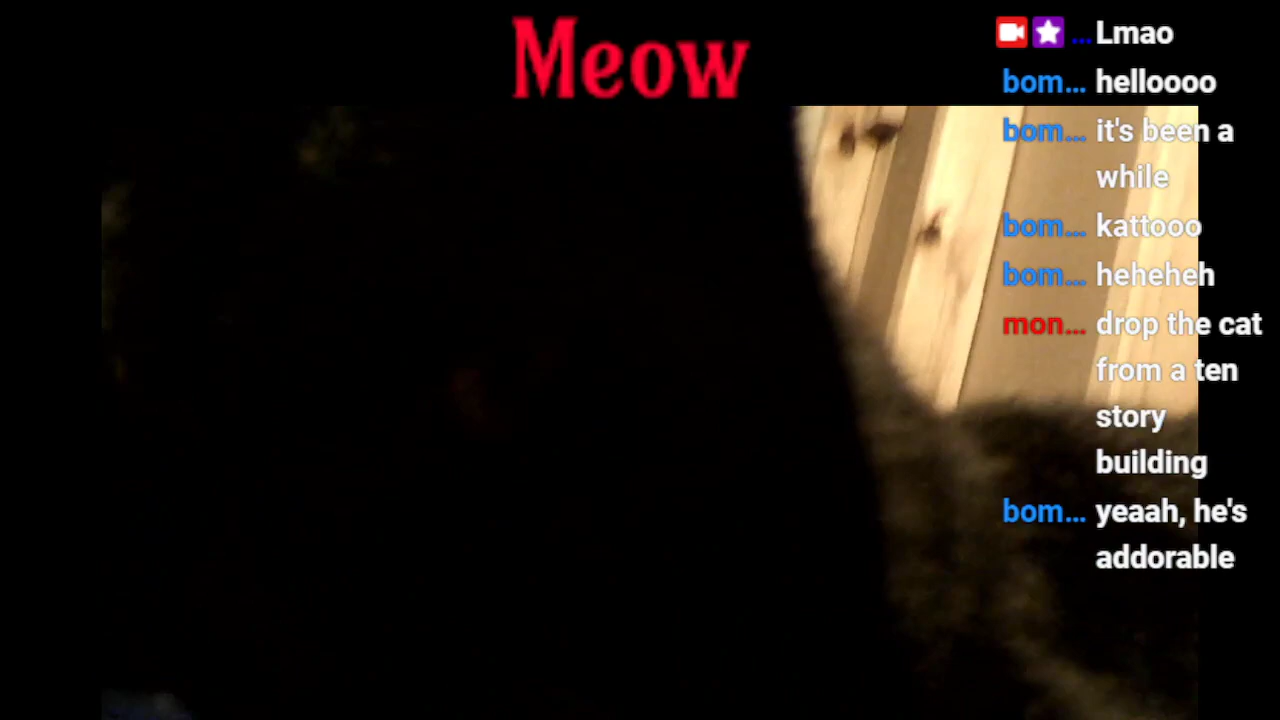 Meow
... Lmao
bom... helloooo
bom... it's been a
while
bom... kattooo
bom... heheheh
mon... drop the cat
from a ten
story
building
bom... yeaah, he's
addorable